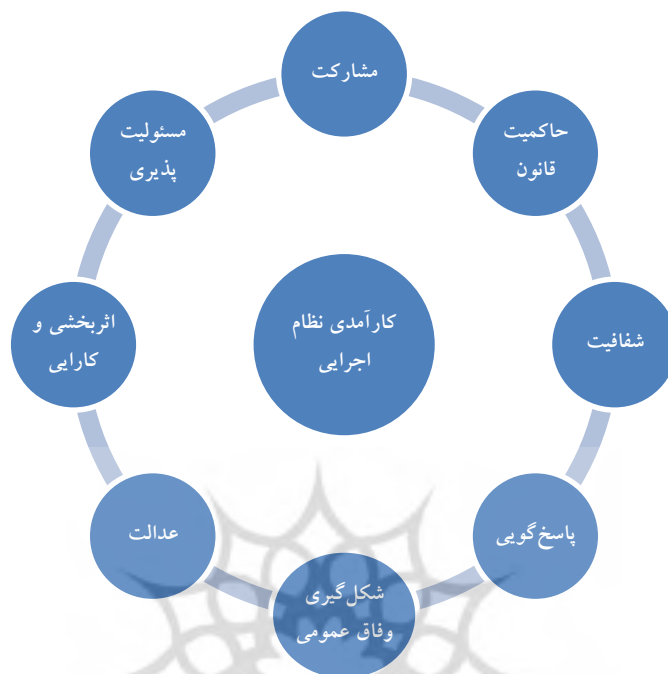 مشارکت
حاکمیت
قانون
شفافیت
پاسخ‌گویی
شکل‌گیری
وفاق عمومی
عدالت
اثربخشی و
کارایی
مسئولیت
پذیری
کارآمدی نظام
اجرایی